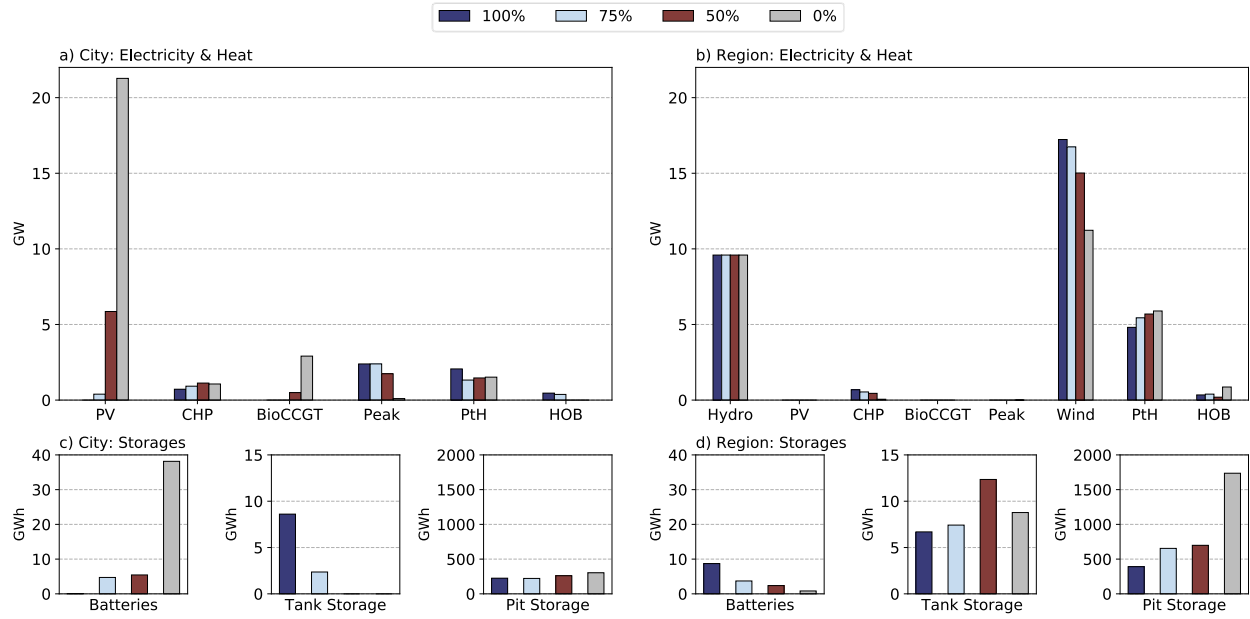 100% 75% 50% 0%
a) City: Electricity & Heat
GW
20
15
10
5
0
PV CHP BioCCGT Peak PtH HOB
b) Region: Electricity & Heat
GW
20
15
10
5
0
Hydro PV CHP BioCCGT Peak Wind PtH HOB
c) City: Storages
GWh
40
30
20
10
0
Batteries
GWh
15
10
5
0
Tank Storage
GWh
2000
1500
1000
500
0
Pit Storage
d) Region: Storages
GWh
40
30
20
10
0
Batteries
GWh
15
10
5
0
Tank Storage
GWh
2000
1500
1000
500
0
Pit Storage